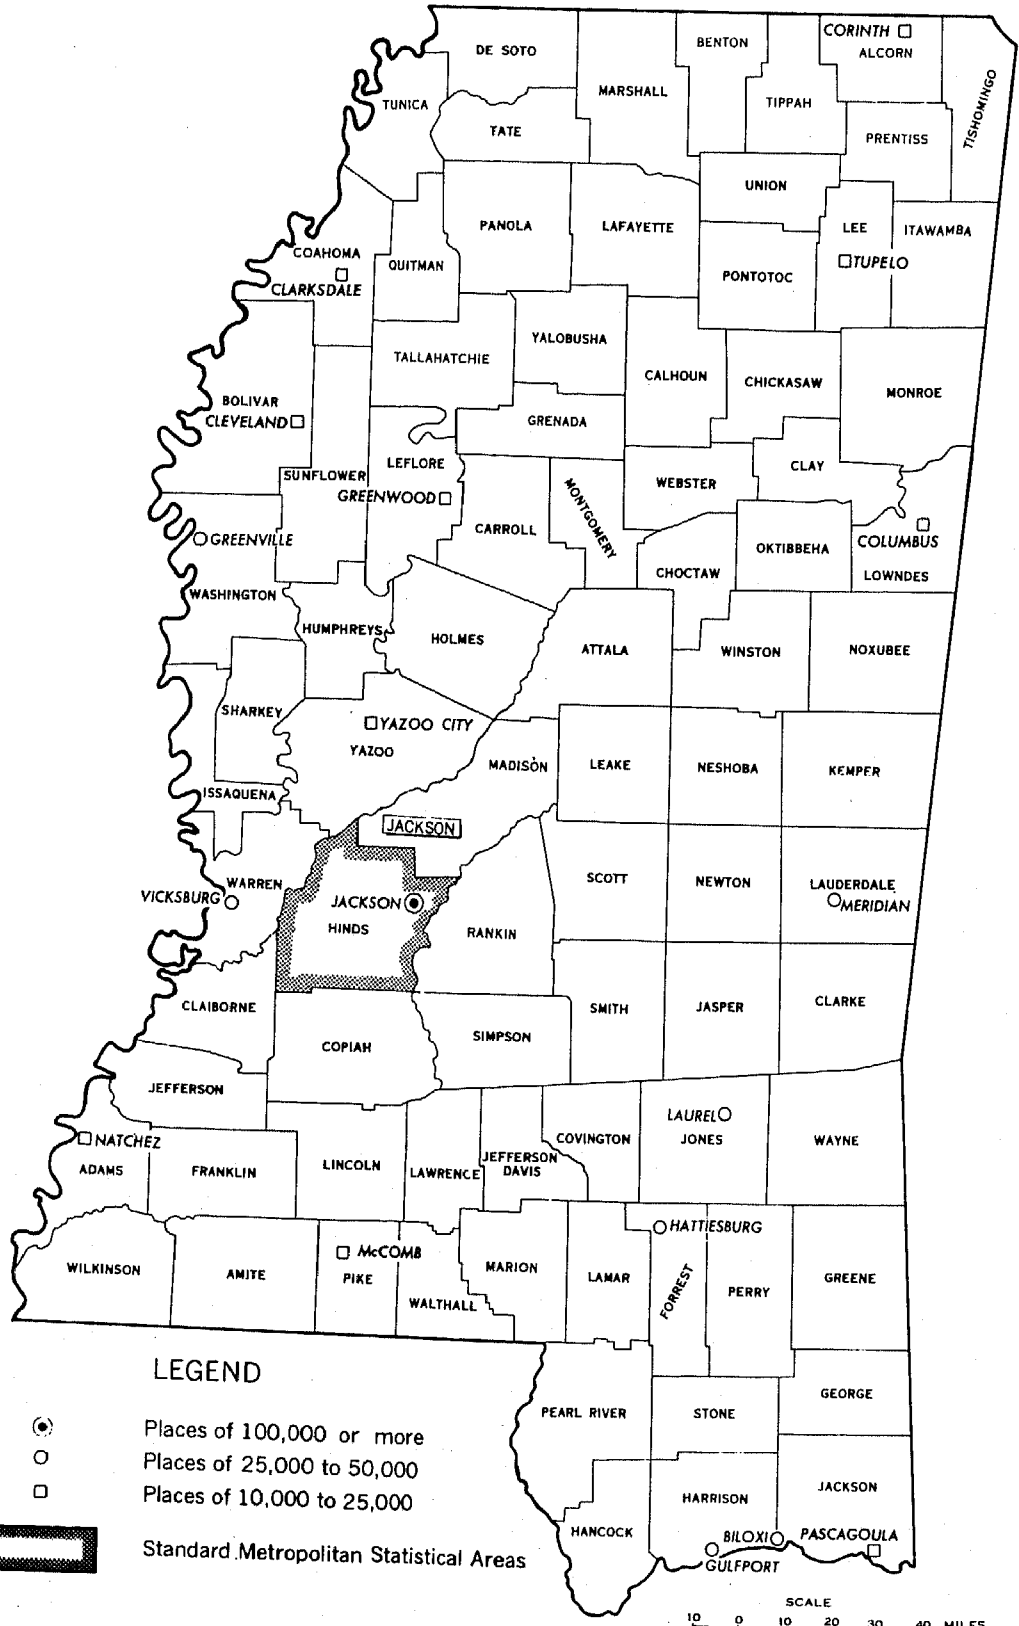 CORINTH
DE SOTO
BENTON
ALCORN
MARSHALL
TUNICA
TIPPAH
TISHOMINGO
TATE
PRENTISS
UNION
PANOLA
LAFAYETTE
LEE
ITAWAMBA
COAHOMA
QUITMAN
TUPELO
PONTOTOC
CLARKSDALE
YALOBUSHA
TALLAHATCHIE
CALHOUN
CHICKASAW
MONROE
BOLIVAR
CLEVELAND
GRENADA
LEFLORE
CLAY
SUNFLOWER
WEBSTER
GREENWOOD
MONTGOMERY
CARROLL
GREENVILLE
OKTIBBEHA
COLUMBUS
CHOCTAW
LOWNDES
WASHINGTON
HUMPHREYS
HOLMES
ATTALA
WINSTON
NOXUBEE
SHARKEY
YAZOO CITY
YAZOO
MADISON
LEAKE
NESHOBA
KEMPER
ISSAQUENA
JACKSON
WARREN
SCOTT
NEWTON
LAUDERDALE
VICKSBURG
JACKSON
MERIDIAN
HINDS
RANKIN
CLAIBORNE
SMITH
JASPER
CLARKE
COPIAH
SIMPSON
JEFFERSON
LAUREL
NATCHEZ
COVINGTON
JONES
WAYNE
ADAMS
FRANKLIN
LINCOLN
LAWRENCE
JEFFERSON
DAVIS
HATTIESBURG
McCOMB
WILKINSON
AMITE
PIKE
MARION
LAMAR
FORREST
PERRY
GREENE
WALTHALL
LEGEND
GEORGE
PEARL RIVER
STONE
Places of 100,000 or more
Places of 25,000 to 50,000
Places of 10,000 to 25,000
JACKSON
HARRISON
HANCOCK
BILOXI
PASCAGOULA
Standard Metropolitan Statistical Areas
GULFPORT
SCALE
10 0 10 20 30 40 MILES